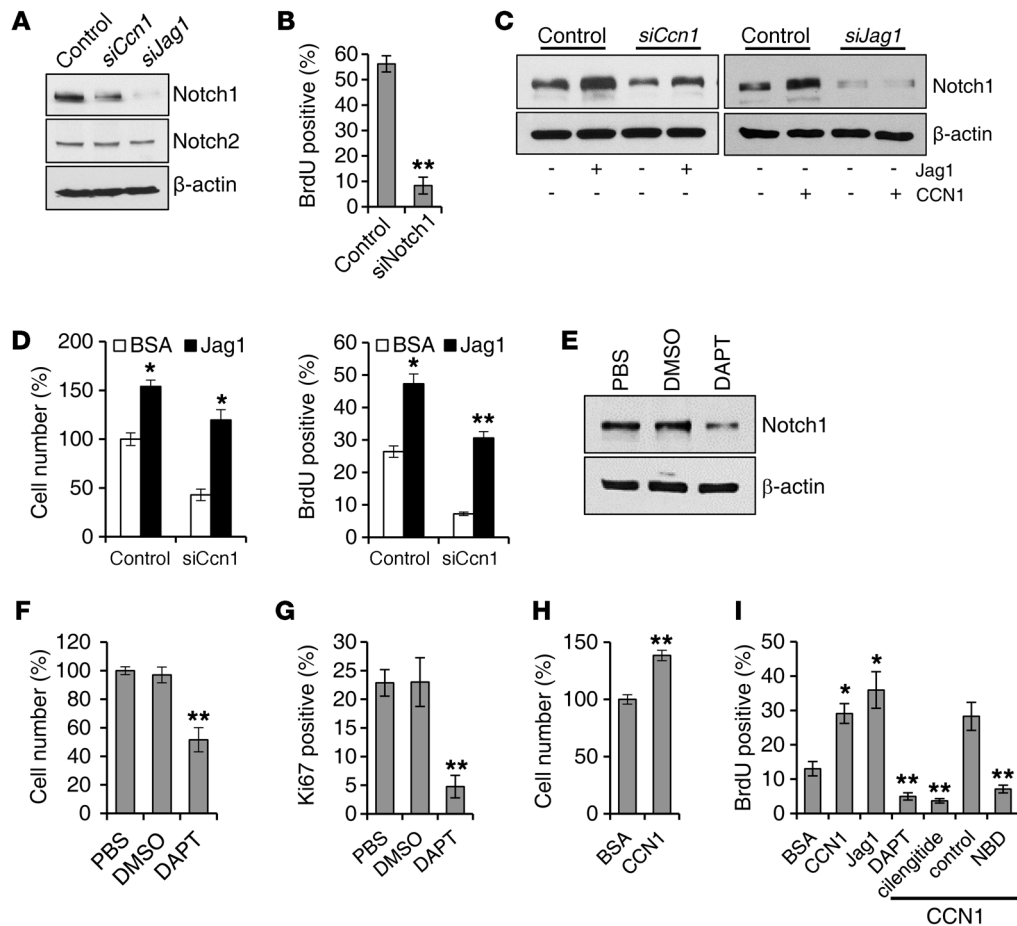 A
Control
siCcn1
siJag1
Notch1
Notch2
β-actin
B
BrdU positive (%)
60
50
40
30
20
10
0
**
Control
siNotch1
C
Control siCcn1 Control siJag1
Notch1
β-actin
- + - + - - - - Jag1
- - - - - + - + CCN1
D
Cell number (%)
200
150
100
50
0
BSA Jag1
* *
Control siCcn1
BrdU positive (%)
60
50
40
30
20
10
0
BSA Jag1
* **
Control siCcn1
E
PBS
DMSO
DAPT
Notch1
β-actin
F
Cell number (%)
120
100
80
60
40
20
0
**
PBS
DMSO
DAPT
G
Ki67 positive (%)
30
25
20
15
10
5
0
**
PBS
DMSO
DAPT
H
Cell number (%)
150
100
50
0
**
BSA
CCN1
I
BrdU positive (%)
50
40
30
20
10
0
* * ** ** **
BSA
CCN1
Jag1
DAPT
cilengitide
control
NBD
CCN1